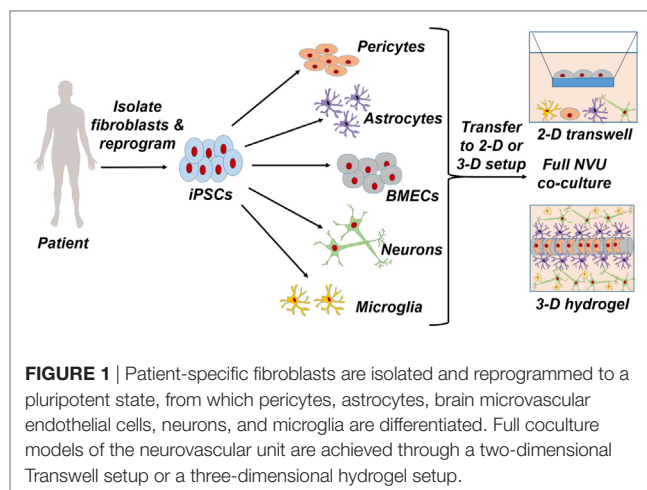 Pericytes
Isolate
fibroblasts &
reprogram
Astrocytes
Transfer
to 2-D or
3-D setup
2-D transwell
Full NVU
co-culture
iPSCs
BMECs
Patient
Neurons
3-D hydrogel
Microglia
FIGURE 1 | Patient-specific fibroblasts are isolated and reprogrammed to a
pluripotent state, from which pericytes, astrocytes, brain microvascular
endothelial cells, neurons, and microglia are differentiated. Full coculture
models of the neurovascular unit are achieved through a two-dimensional
Transwell setup or a three-dimensional hydrogel setup.